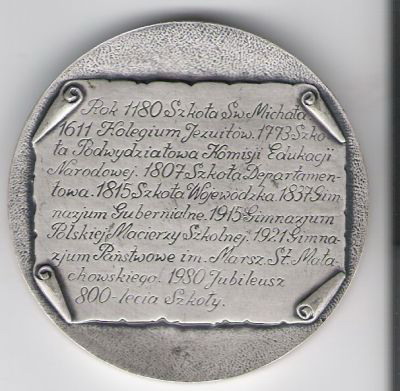 Rok 1180 Szkoła Św. Michała
1611 Kolegium Jezuitów. 1773 Szko-
ła Podwydziałowa Komisji Edukacji
Narodowej. 1807 Szkoła Departamen-
towa. 1815 Szkoła Wojewódzka. 1837 Gim
nazjum Gubernialne. 1915 Gimnazjum
Polskiej Macierzy Szkolnej. 1921 Gimna-
zjum Państwowe im. Marsz. St. Mała-
chowskiego. 1980 Jubileusz
800-lecia Szkoły.